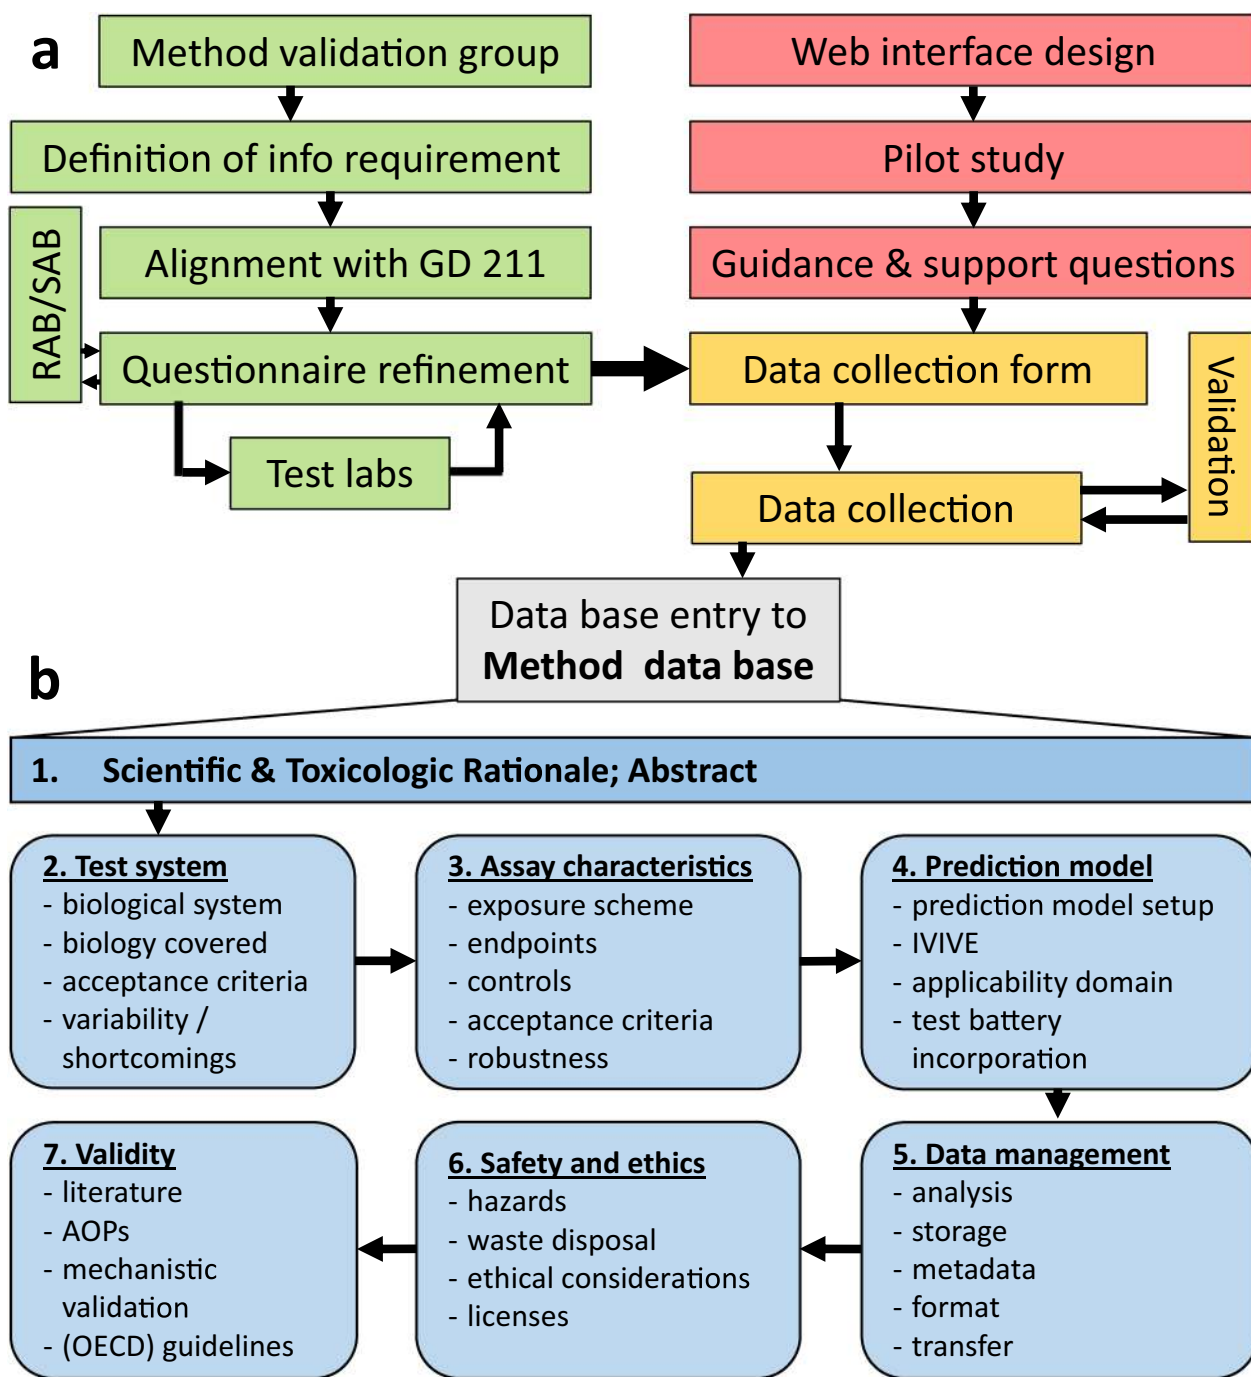 a
Method validation group
Definition of info requirement
RAB/SAB
Alignment with GD 211
Questionnaire refinement
Test labs
Web interface design
Pilot study
Guidance & support questions
Data collection form
Validation
Data collection
Data base entry to
Method data base
b
1. Scientific & Toxicologic Rationale; Abstract
2. Test system
- biological system
- biology covered
- acceptance criteria
- variability /
shortcomings
3. Assay characteristics
- exposure scheme
- endpoints
- controls
- acceptance criteria
- robustness
4. Prediction model
- prediction model setup
- IVIVE
- applicability domain
- test battery
incorporation
7. Validity
- literature
- AOPs
- mechanistic
validation
- (OECD) guidelines
6. Safety and ethics
- hazards
- waste disposal
- ethical considerations
- licenses
5. Data management
- analysis
- storage
- metadata
- format
- transfer